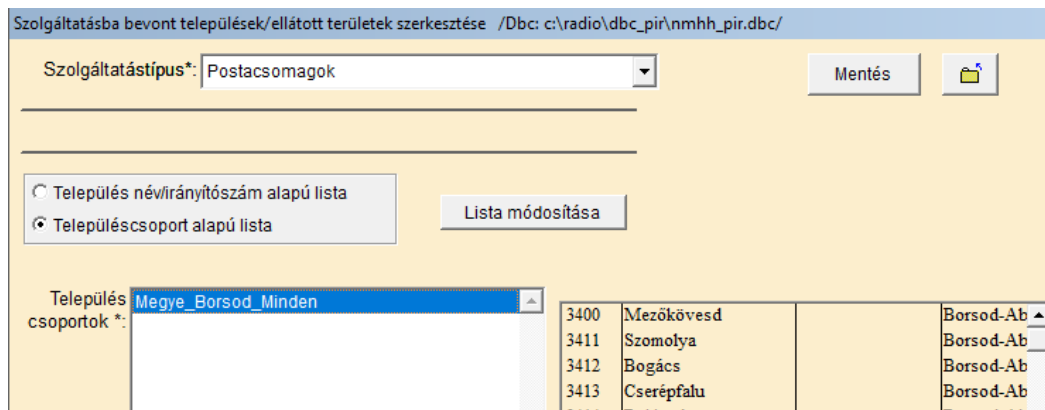 Szolgáltatásba bevont települések/ellátott területek szerkesztése /Dbc: c:\radio\dbc_pir\nmhh_pir.dbc/
Szolgáltatástípus*: Postacsomagok
Mentés
Település név/irányítószám alapú lista
Településcsoport alapú lista
Lista módosítása
Település
csoportok *:
Megye_Borsod_Minden
3400 Mezőkövesd Borsod-Ab
3411 Szomolya Borsod-Ab
3412 Bogács Borsod-Ab
3413 Cserépfalu Borsod-Ab